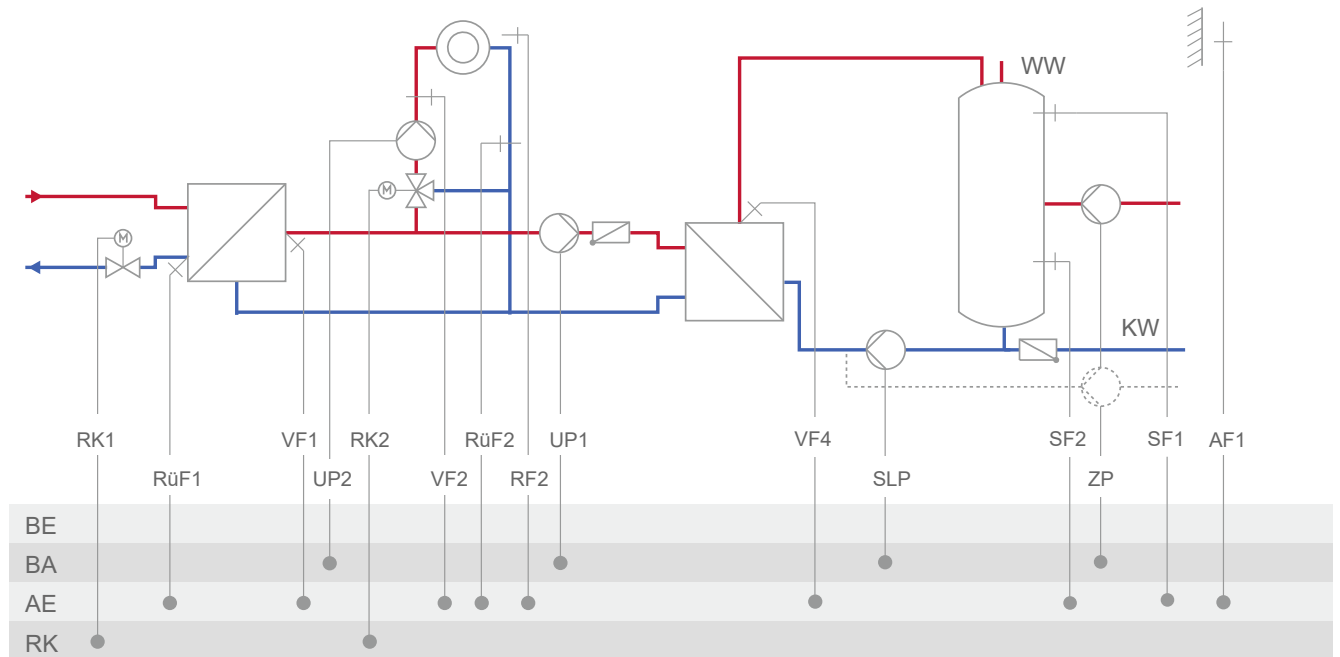 WW
M
M
KW
RK1 VF1 RK2 RüF2 UP1 VF4 SF2 SF1 AF1
RüF1 UP2 VF2 RF2 SLP ZP
BE
BA
AE
RK